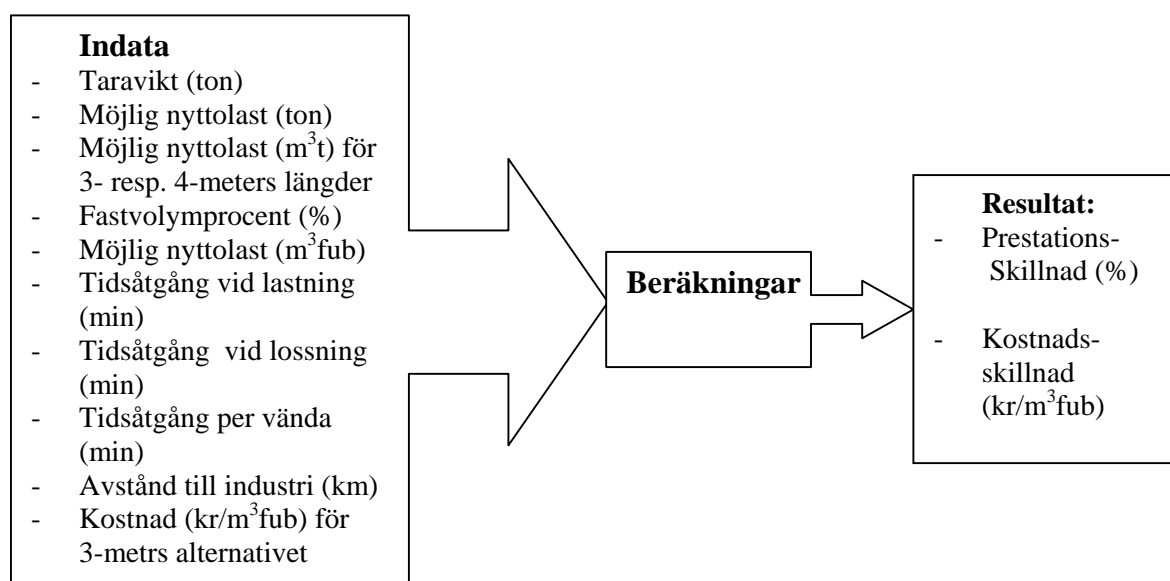 Indata
- Taravikt (ton)
- Möjlig nyttolast (ton)
- Möjlig nyttolast (m³t) för
3- resp. 4-meters längder
- Fastvolymprocent (%)
- Möjlig nyttolast (m³fub)
- Tidsåtgång vid lastning
(min)
- Tidsåtgång vid lossning
(min)
- Tidsåtgång per vända
(min)
- Avstånd till industri (km)
- Kostnad (kr/m³fub) för
3-metrs alternativet
Beräkningar
Resultat:
- Prestations-
Skillnad (%)
- Kostnads-
skillnad
(kr/m³fub)